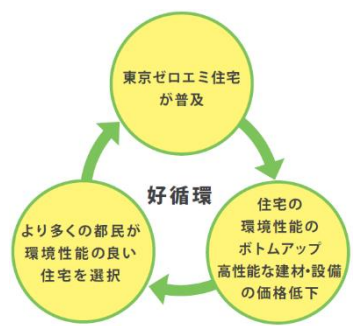 東京ゼロエミ住宅
が普及
好循環
住宅の
環境性能の
ボトムアップ
高性能な建材・設備
の価格低下
より多くの都民が
環境性能の良い
住宅を選択